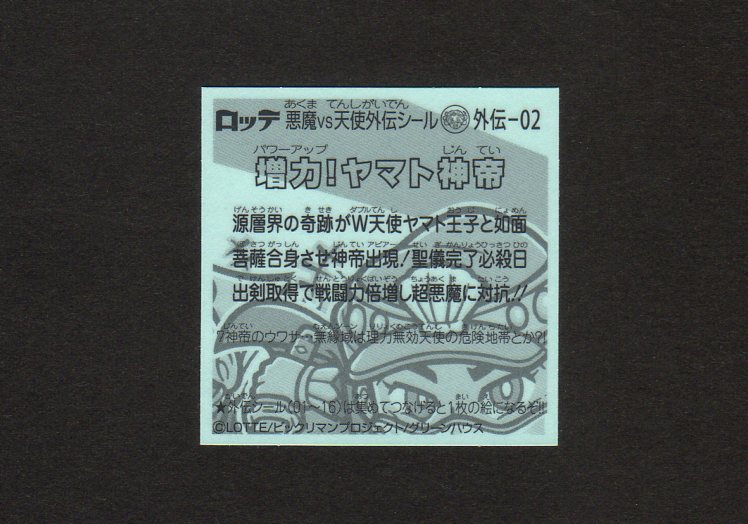 ロッテ 悪魔VS天使外伝シール 外伝-02
増力!ヤマト神帝
源層界の奇跡がW天使ヤマト王子と如面
菩薩合身させ神帝出現!聖儀完了必殺日
出剣取得で戦闘力倍増し超悪魔に対抗!!
7神帝のウワサ…無縁域は理力無効天使の危険地帯とか?!
★外伝シール(01〜16)は集めてつなげると1枚の絵になるぞ!!
©LOTTE/ビックリマンプロジェクト/グリーンハウス